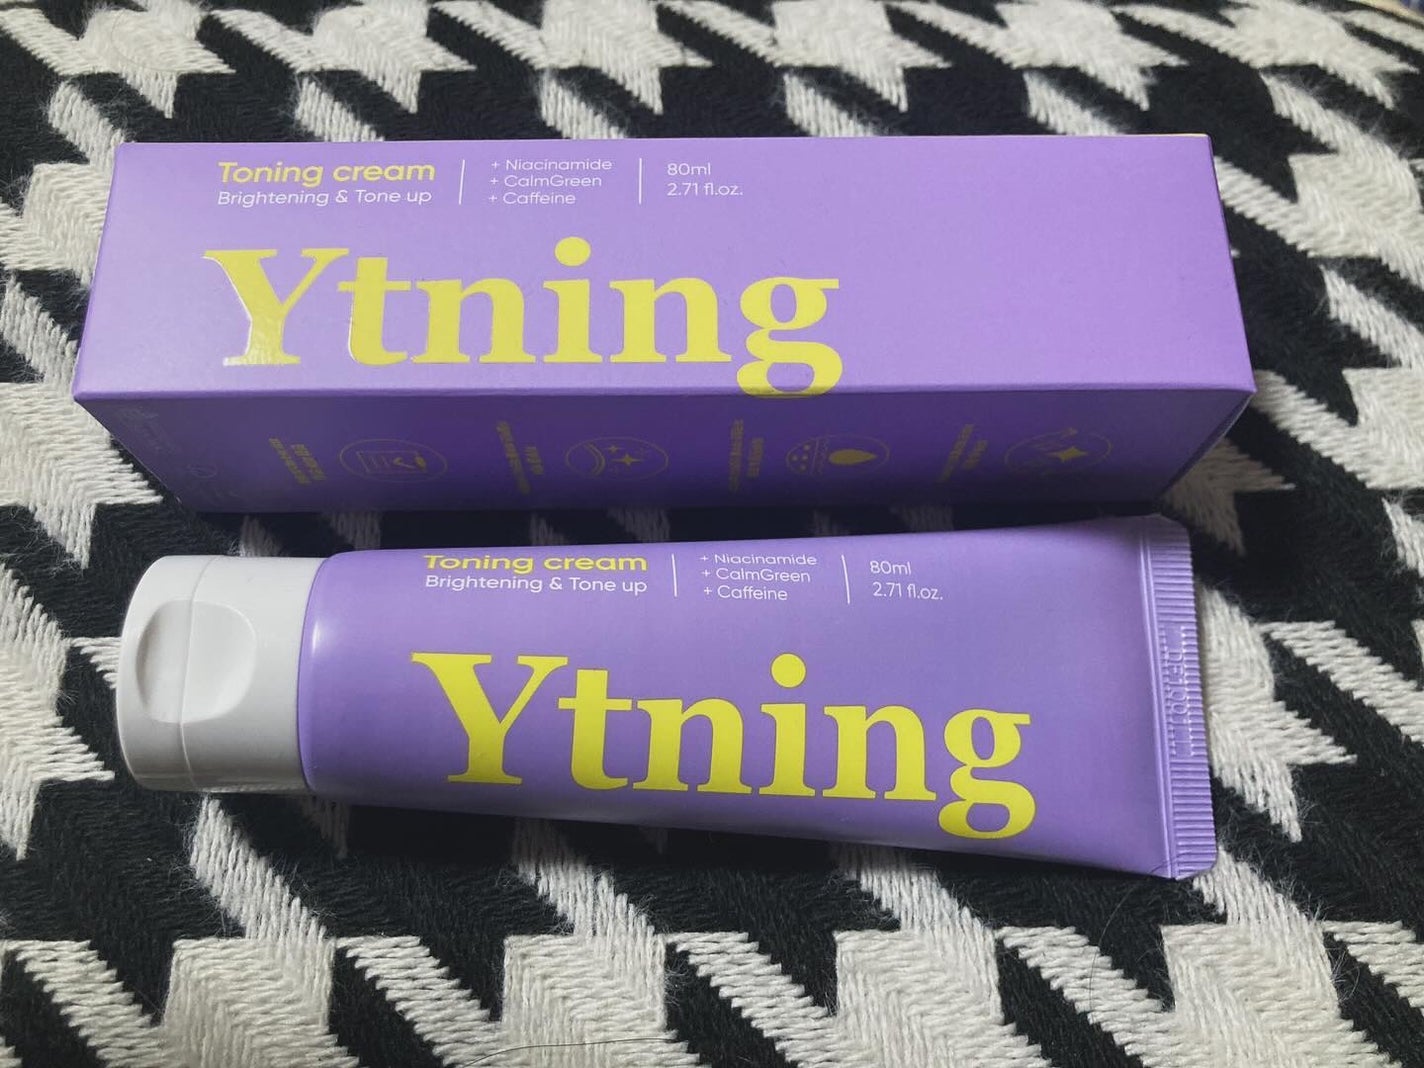 Toning cream
Brightening & Tone up
+ Niacinamide
+ CalmGreen
+ Caffeine
80ml
2.71 fl.oz.
Ytning
Toning cream
Brightening & Tone up
+ Niacinamide
+ CalmGreen
+ Caffeine
80ml
2.71 fl.oz.
Ytning